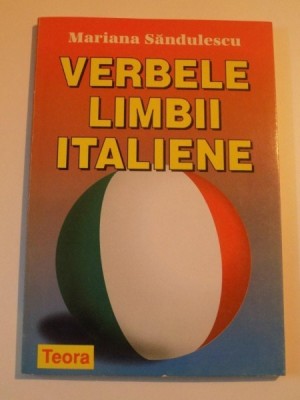 Mariana Săndulescu
VERBELE
LIMBII
ITALIENE
Teora